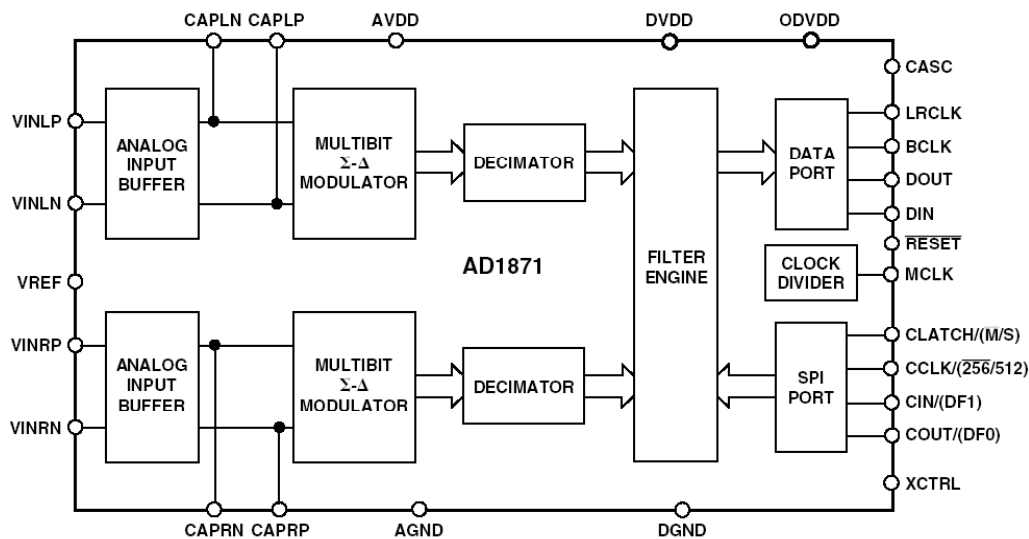 CAPLN CAPLP AVDD DVDD ODVDD
CASC
VINLP
ANALOG
INPUT
BUFFER
MULTIBIT
Σ-Δ
MODULATOR
DECIMATOR
DATA
PORT
LRCLK
BCLK
DOUT
DIN
VINLN
RESET
VREF
AD1871
FILTER
ENGINE
CLOCK
DIVIDER
MCLK
VINRP
ANALOG
INPUT
BUFFER
MULTIBIT
Σ-Δ
MODULATOR
DECIMATOR
SPI
PORT
CLATCH/(M/S)
CCLK/(256/512)
CIN/(DF1)
COUT/(DF0)
VINRN
XCTRL
CAPRN CAPRP AGND DGND